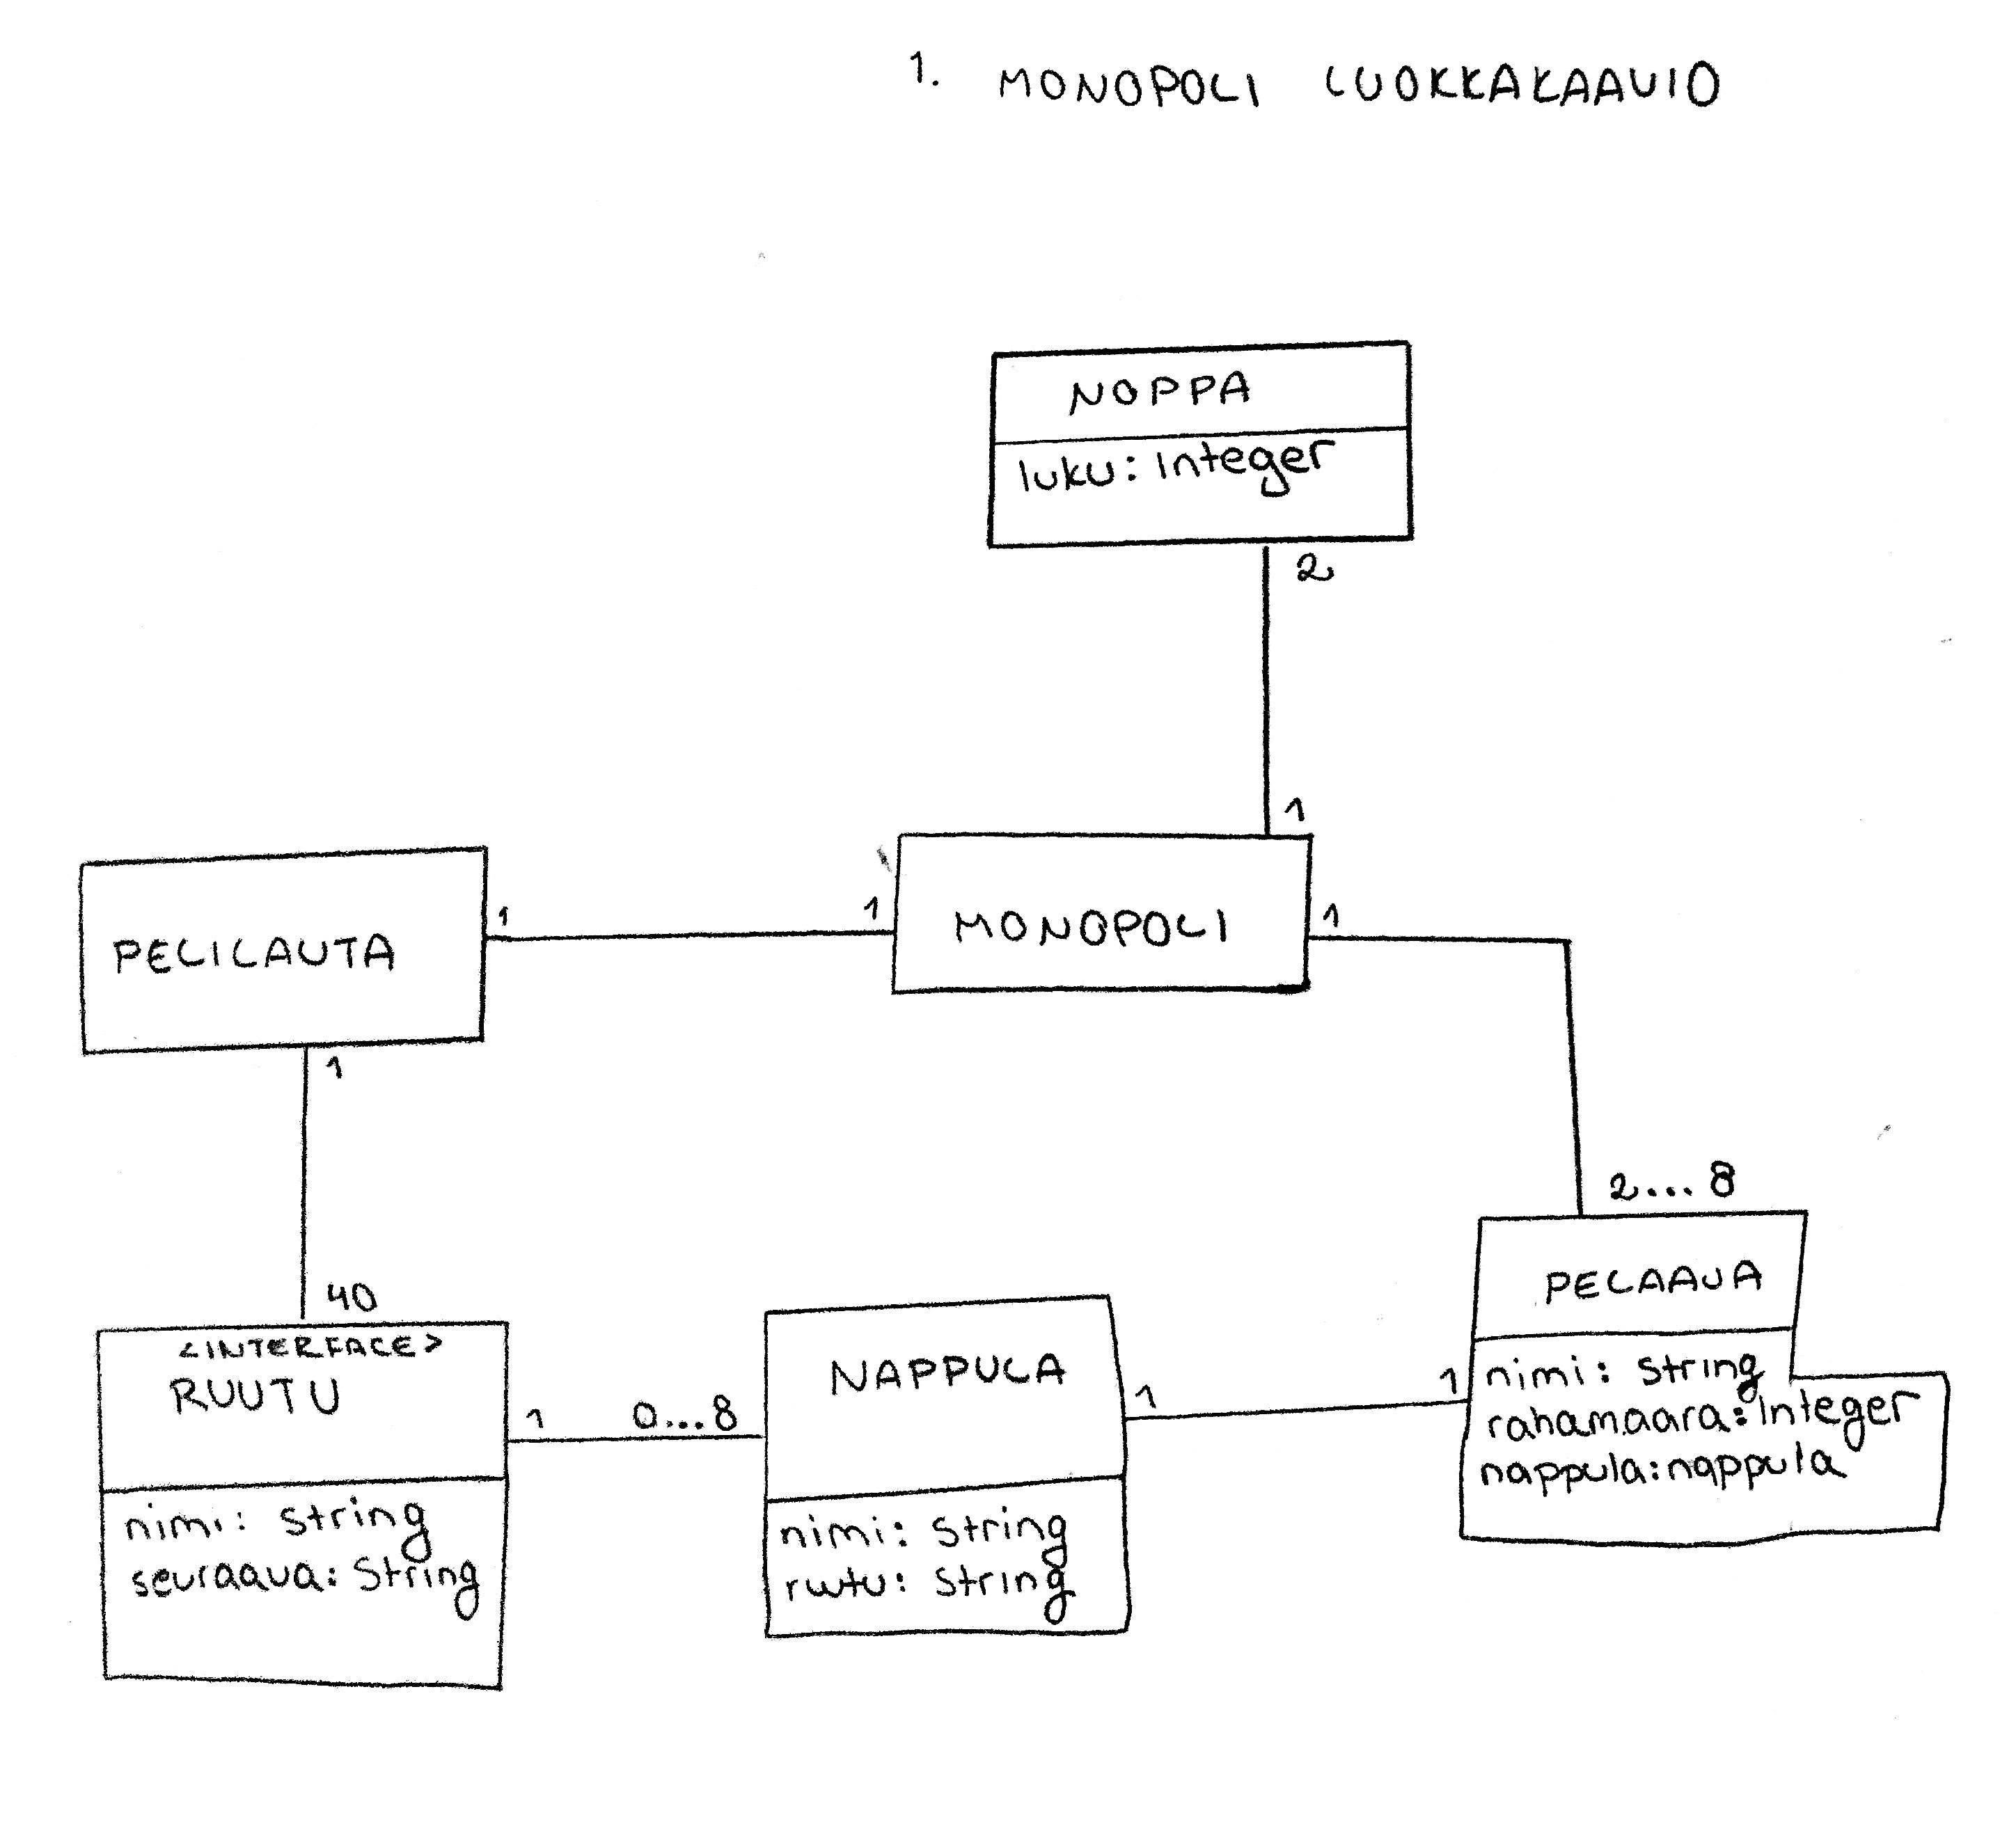 1. MONOPOLI LUOKKAKAAVIO
NOPPA
luku: Integer
2
1
PELILAUTA
1
1
MONOPOLI
1
1
2...8
40
<INTERFACE>
RUUTU
nimi: String
seuraava: String
1
0...8
NAPPULA
nimi: String
ruutu: String
1
1
PELAAJA
nimi: String
rahamaara: Integer
nappula: nappula